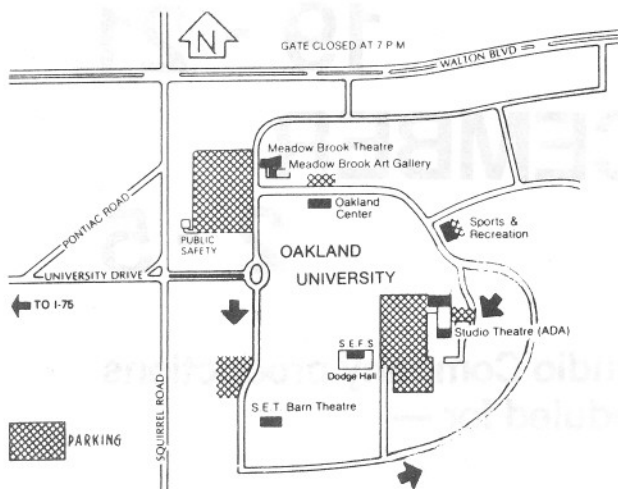 N
GATE CLOSED AT 7 P M
WALTON BLVD
Meadow Brook Theatre
Meadow Brook Art Gallery
Oakland
Center
PONTIAC ROAD
PUBLIC
SAFETY
Sports &
Recreation
OAKLAND
UNIVERSITY
UNIVERSITY DRIVE
TO I-75
Studio Theatre (ADA)
S E F S
Dodge Hall
SQUIRREL ROAD
S.E.T. Barn Theatre
PARKING